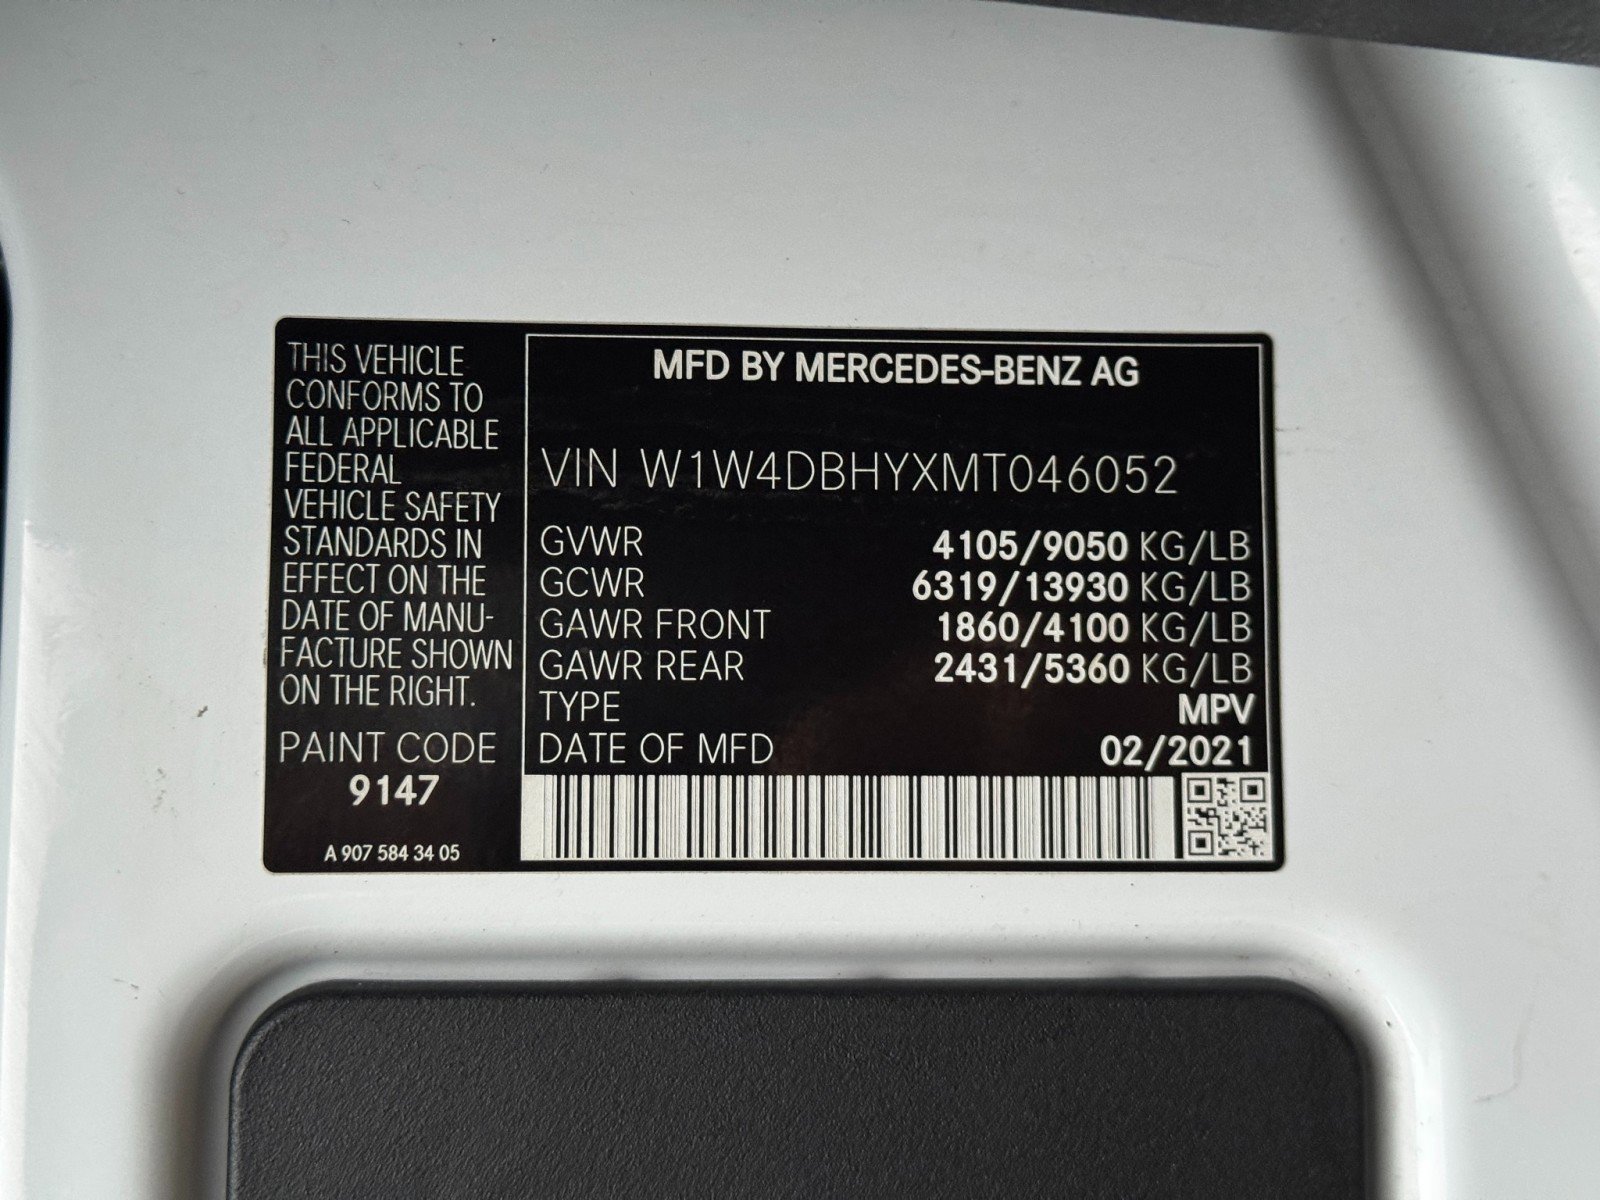 THIS VEHICLE
CONFORMS TO
ALL APPLICABLE
FEDERAL
VEHICLE SAFETY
STANDARDS IN
EFFECT ON THE
DATE OF MANU-
FACTURE SHOWN
ON THE RIGHT.
PAINT CODE
9147
A 907 584 34 05
MFD BY MERCEDES-BENZ AG
VIN W1W4DBHYXMT046052
GVWR 4105/9050 KG/LB
GCWR 6319/13930 KG/LB
GAWR FRONT 1860/4100 KG/LB
GAWR REAR 2431/5360 KG/LB
TYPE MPV
DATE OF MFD 02/2021